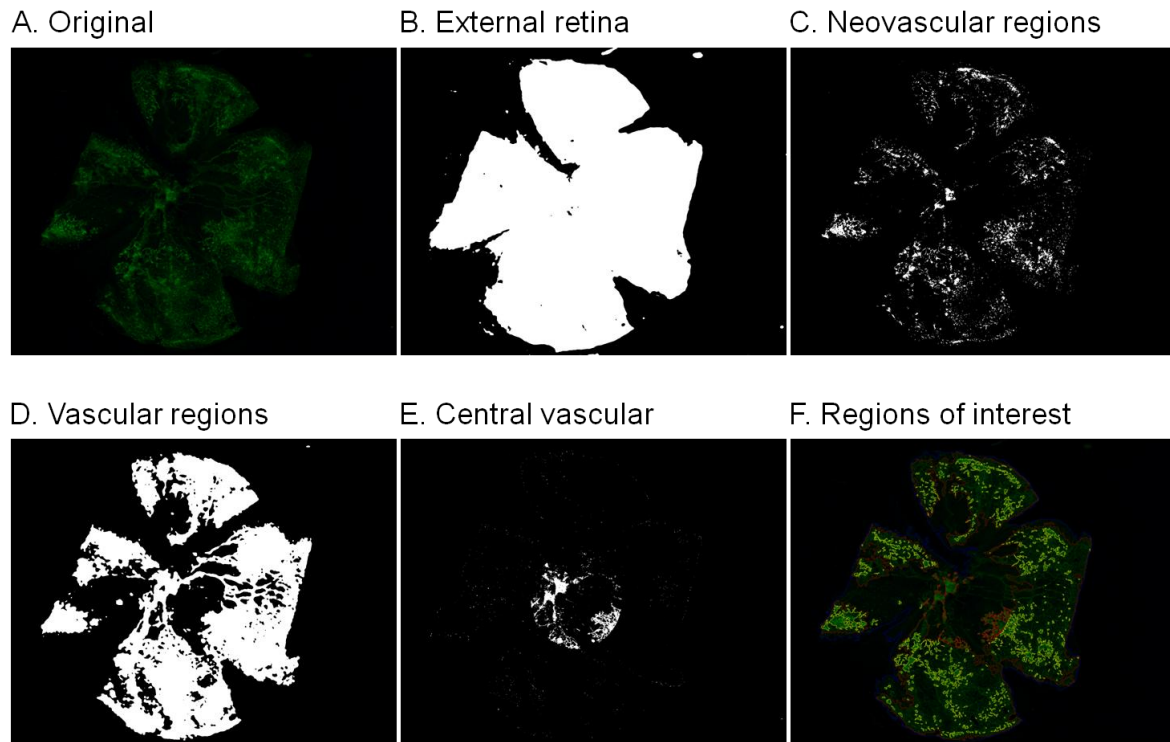 A. Original
B. External retina
C. Neovascular regions
D. Vascular regions
E. Central vascular
F. Regions of interest